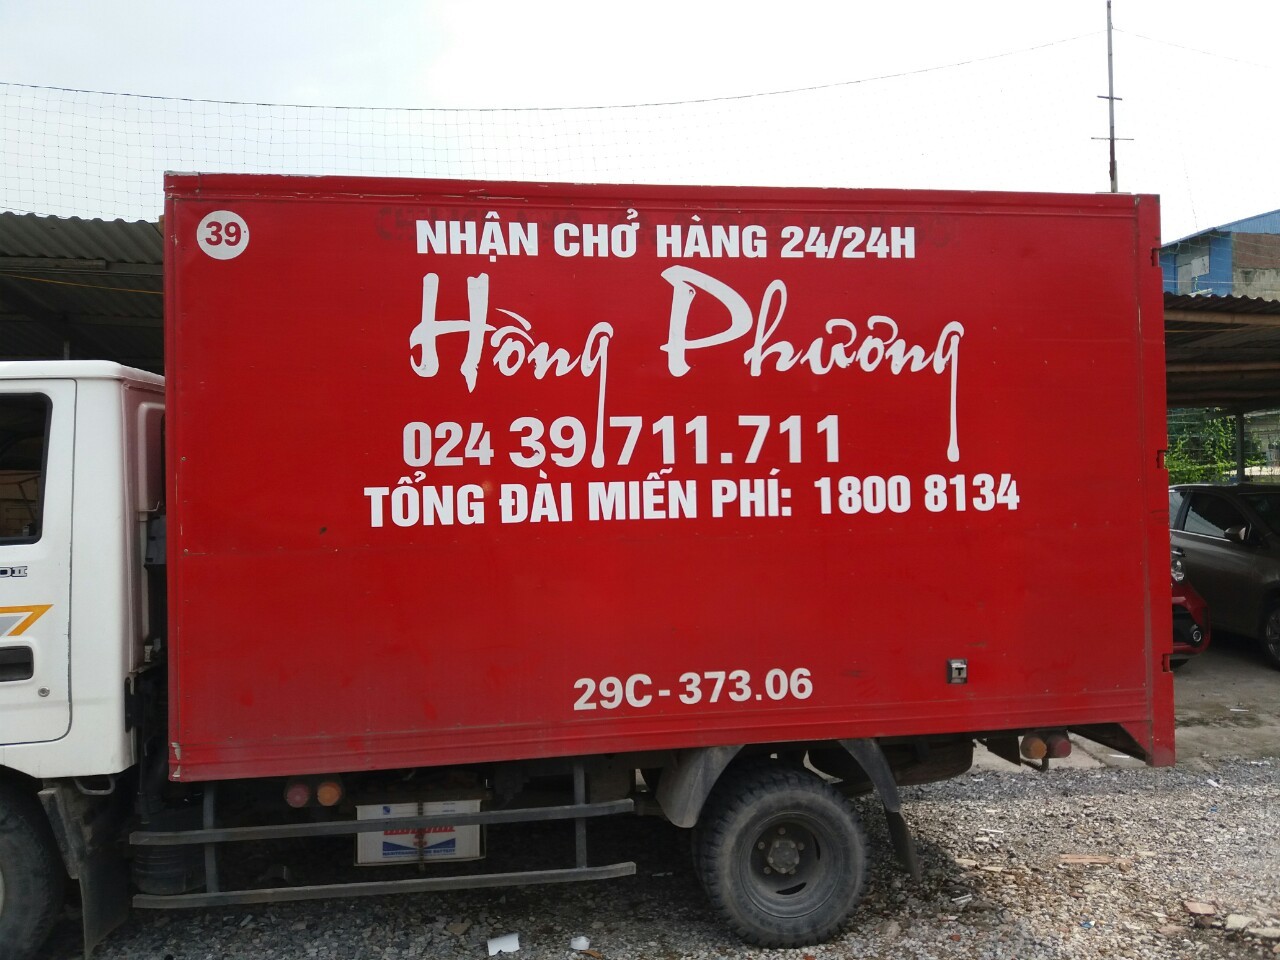 39
NHẬN CHỞ HÀNG 24/24H
Hồng Phương
024 39.711.711
TỔNG ĐÀI MIỄN PHÍ: 1800 8134
29C-373.06
T